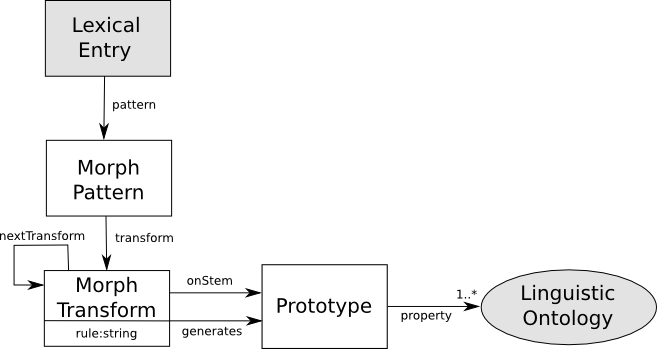 Lexical
Entry
pattern
Morph
Pattern
nextTransform
transform
Morph
Transform
rule:string
onStem
generates
Prototype
1..*
property
Linguistic
Ontology